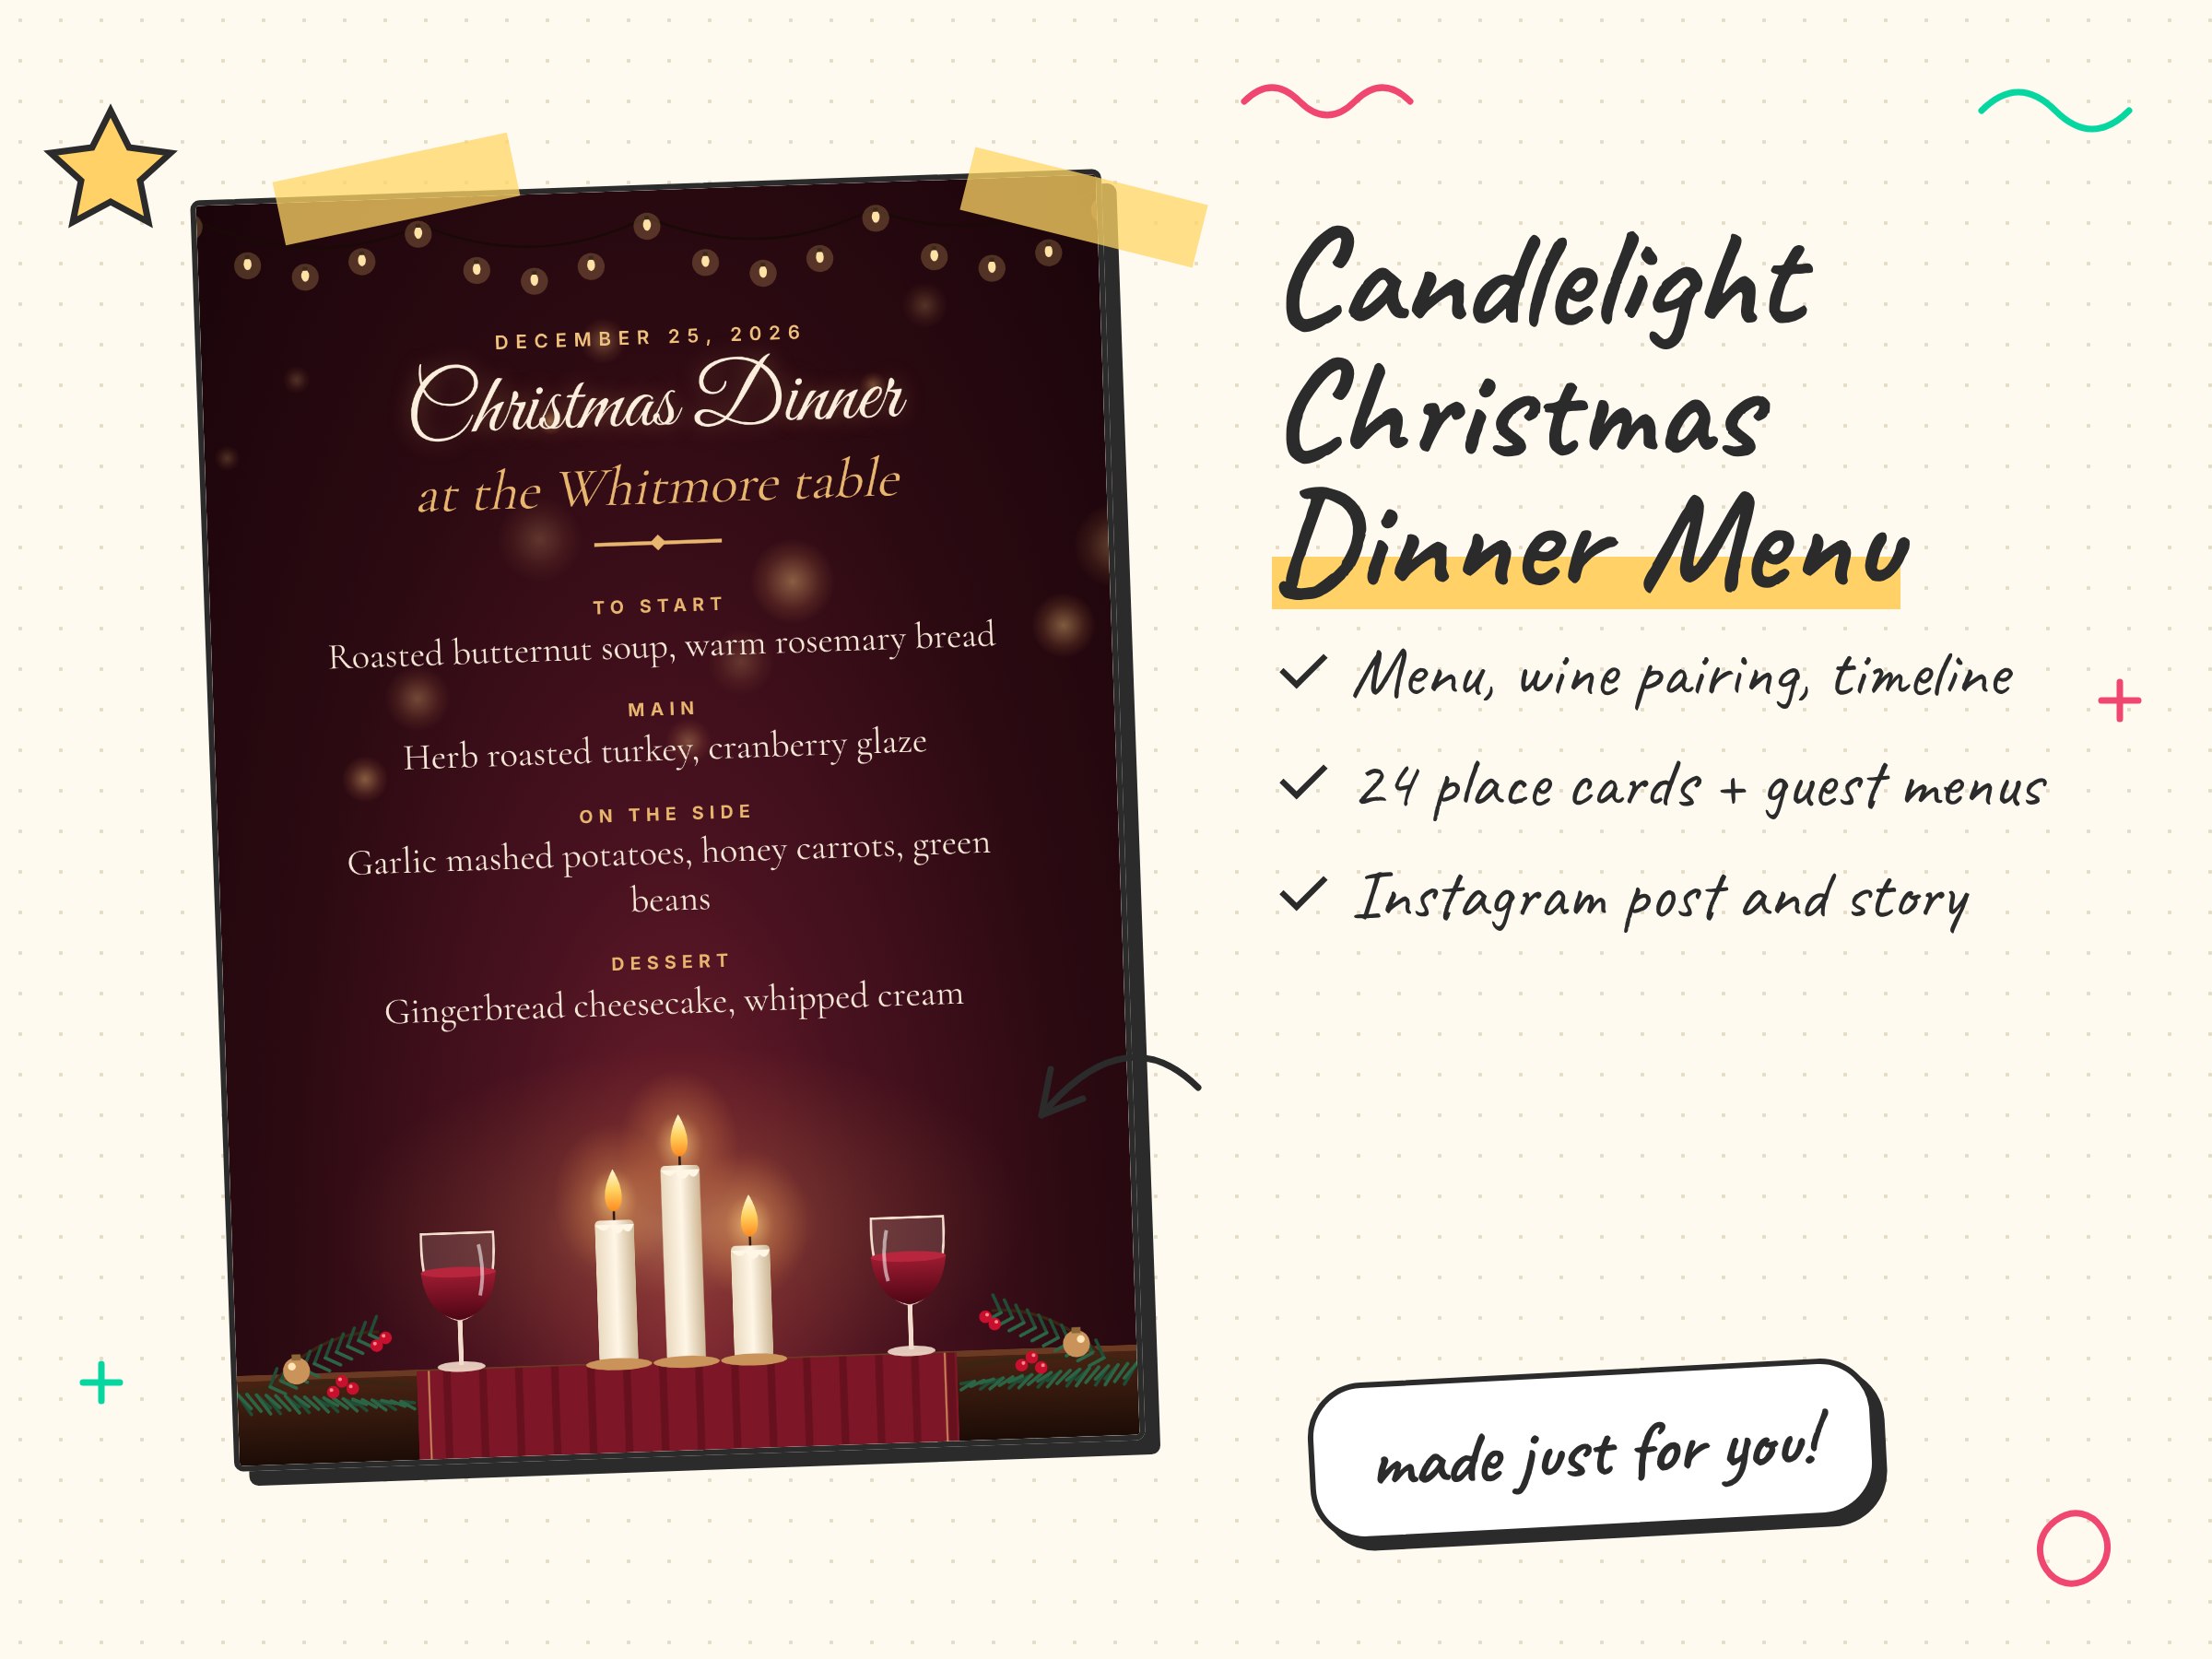 DECEMBER 25, 2026
Christmas Dinner
at the Whitmore table
TO START
Roasted butternut soup, warm rosemary bread
MAIN
Herb roasted turkey, cranberry glaze
ON THE SIDE
Garlic mashed potatoes, honey carrots, green
beans
DESSERT
Gingerbread cheesecake, whipped cream
Candlelight
Christmas
Dinner Menu
Menu, wine pairing, timeline
24 place cards + guest menus
Instagram post and story
made just for you!